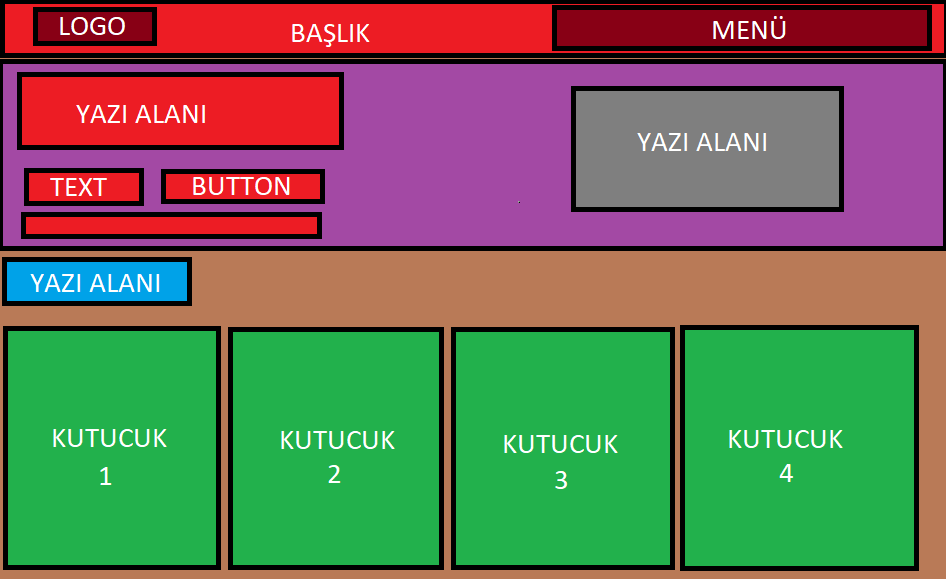 LOGO
BAŞLIK
MENÜ
YAZI ALANI
YAZI ALANI
TEXT
BUTTON
YAZI ALANI
KUTUCUK
1
KUTUCUK
2
KUTUCUK
3
KUTUCUK
4